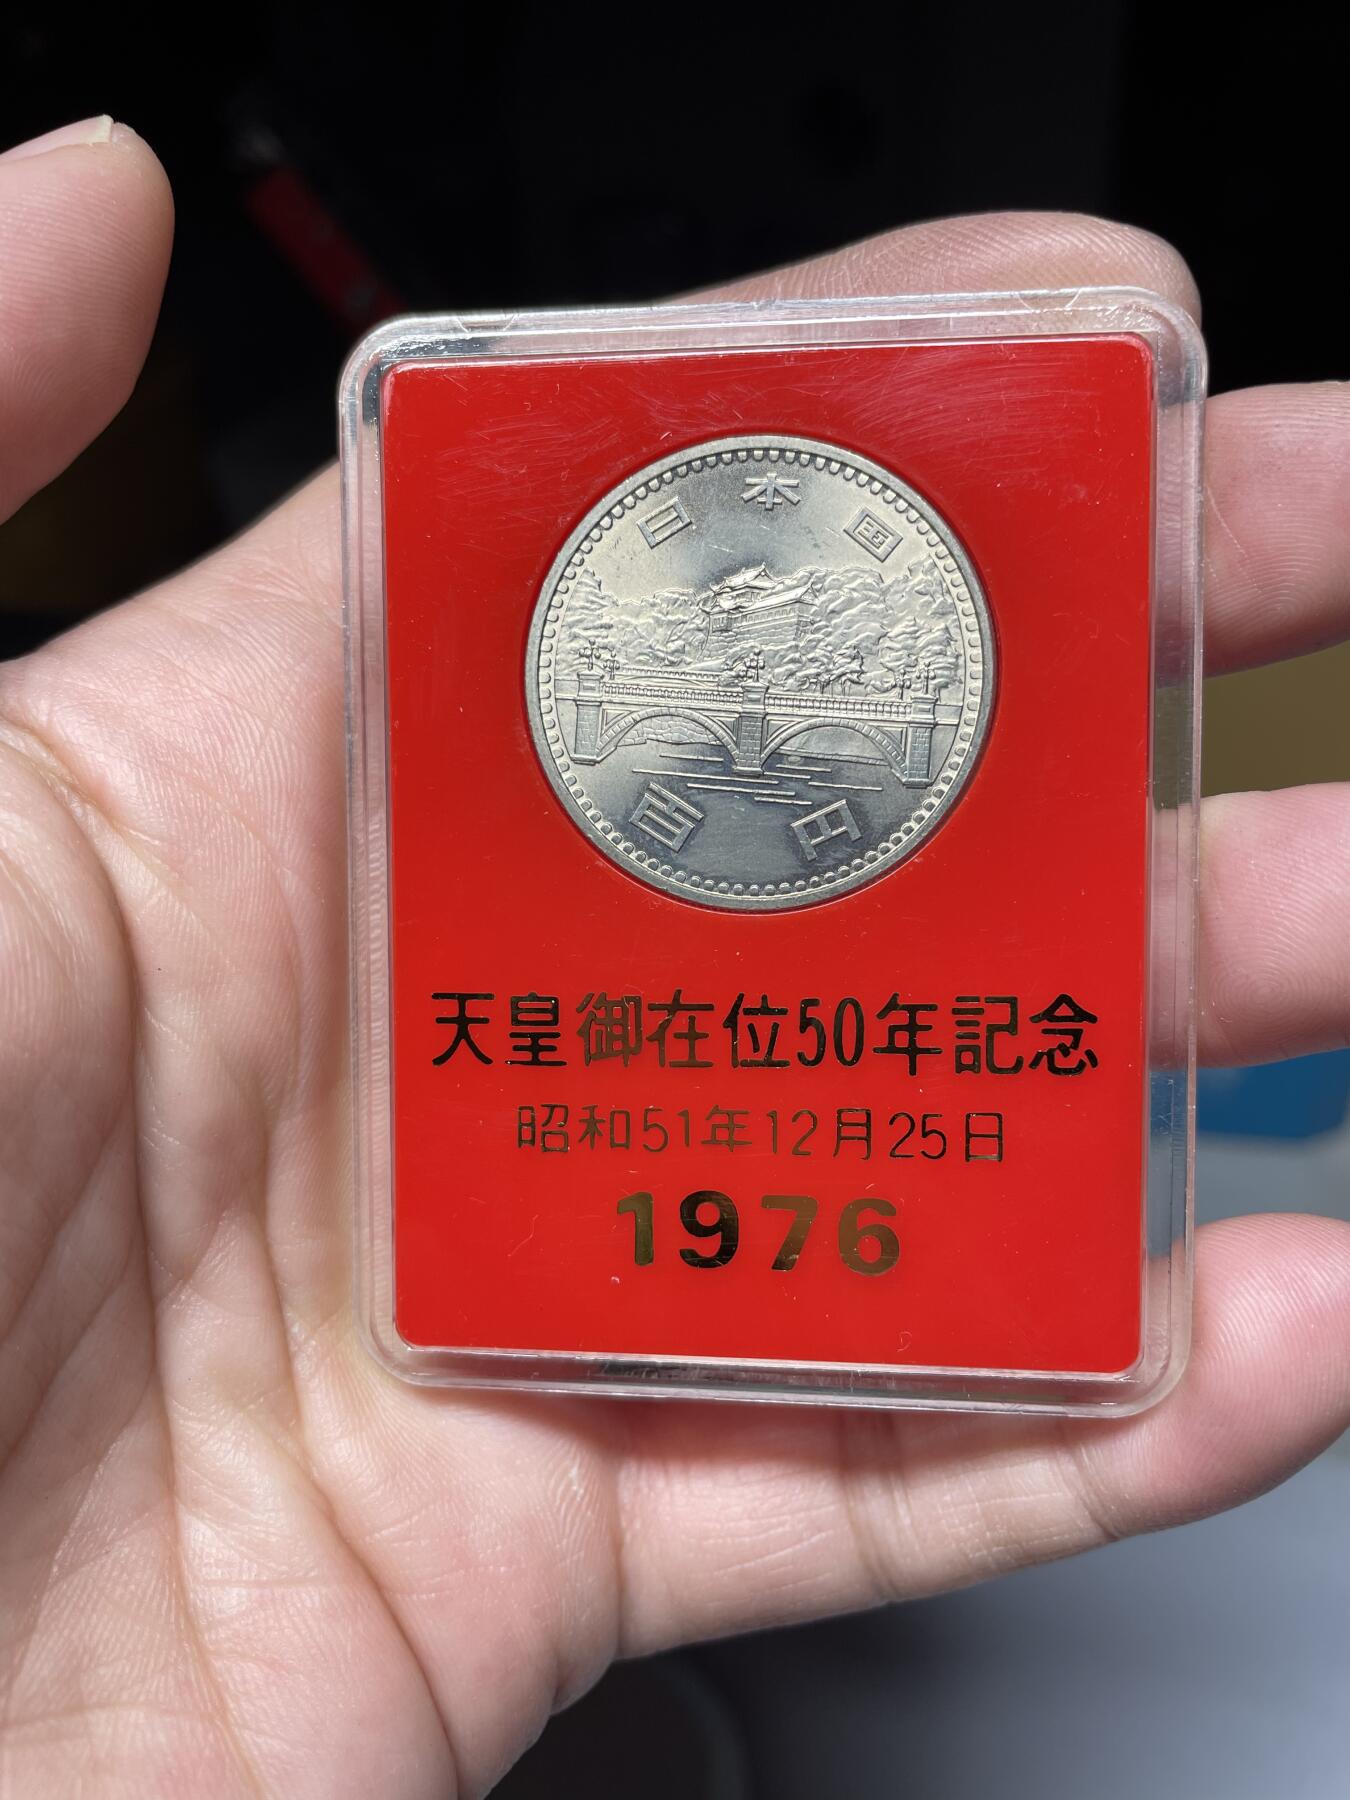 日本国
百円
天皇御在位50年記念
昭和51年12月25日
1976